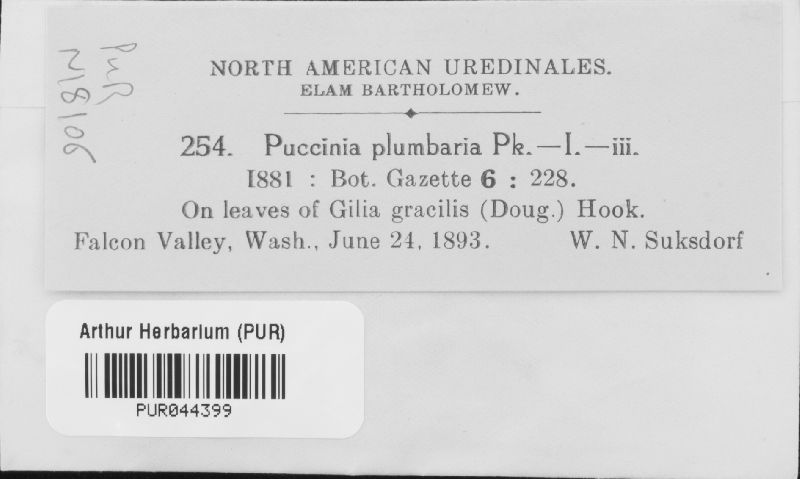 PUR
N18106
NORTH AMERICAN UREDINALES.
ELAM BARTHOLOMEW.
254. Puccinia plumbaria Pk.—I.—iii.
1881 : Bot. Gazette 6 : 228.
On leaves of Gilia gracilis (Doug.) Hook.
Falcon Valley, Wash., June 24, 1893. W. N. Suksdorf
Arthur Herbarium (PUR)
PUR044399